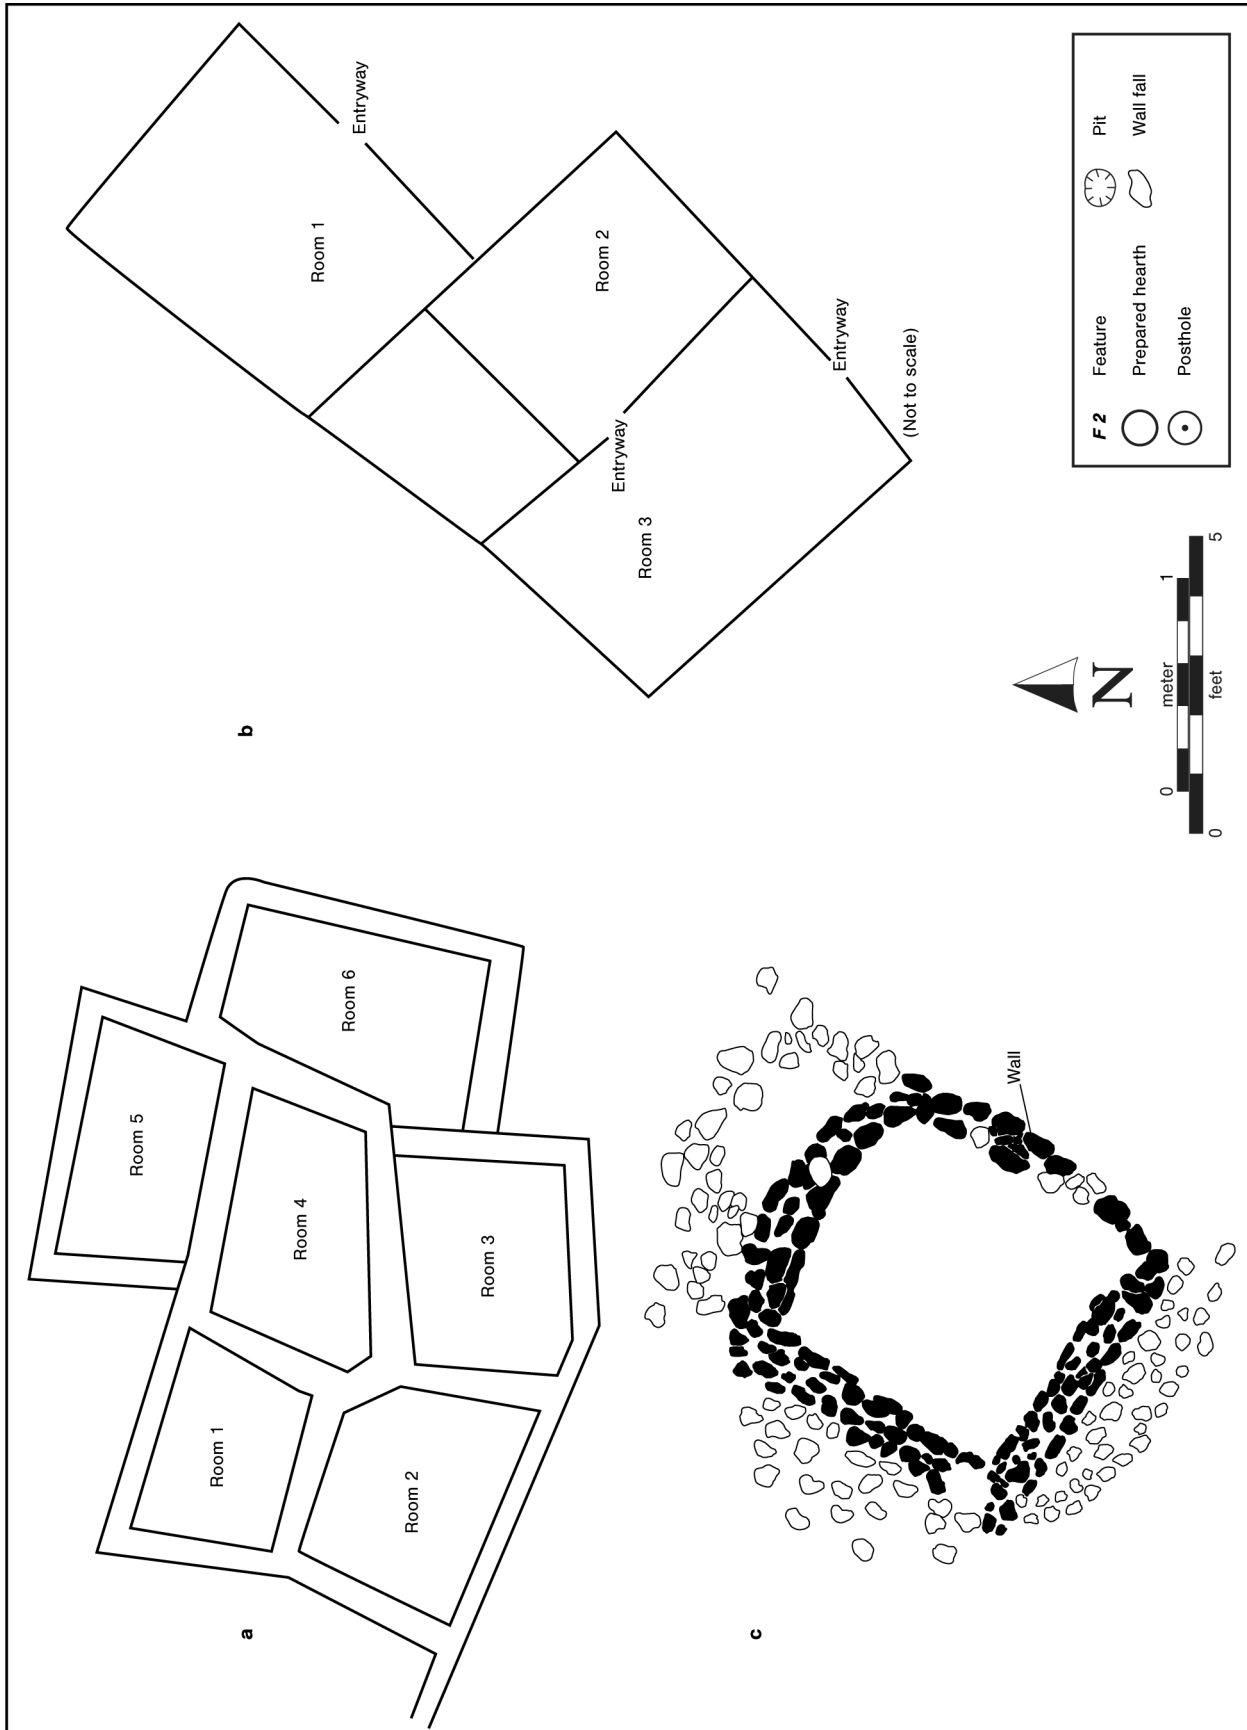 a
Room 1
Room 2
Room 3
Room 4
Room 5
Room 6
b
Room 1
Entryway
Room 2
Entryway
Room 3
Entryway
(Not to scale)
c
Wall
N
0 meter 1
0 feet 5
F 2 Feature
Prepared hearth
Posthole
Pit
Wall fall